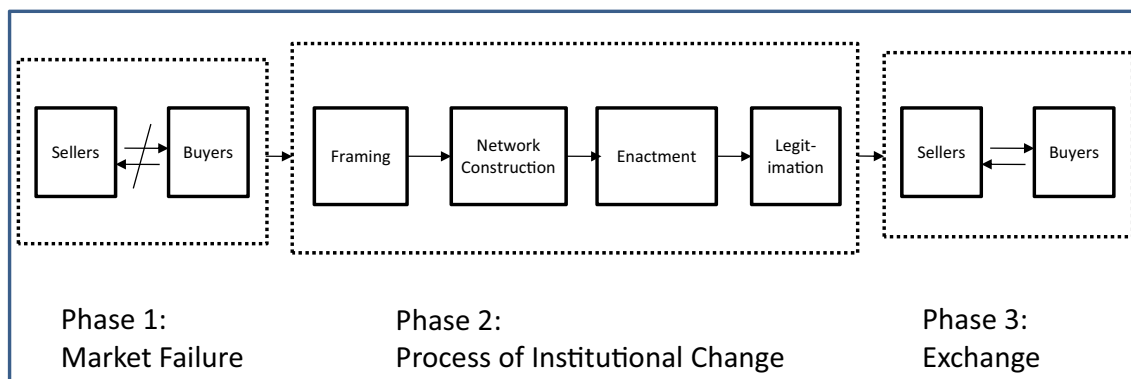 Sellers
Buyers
Framing
Network
Construction
Enactment
Legit-
imation
Sellers
Buyers
Phase 1:
Market Failure
Phase 2:
Process of Institutional Change
Phase 3:
Exchange